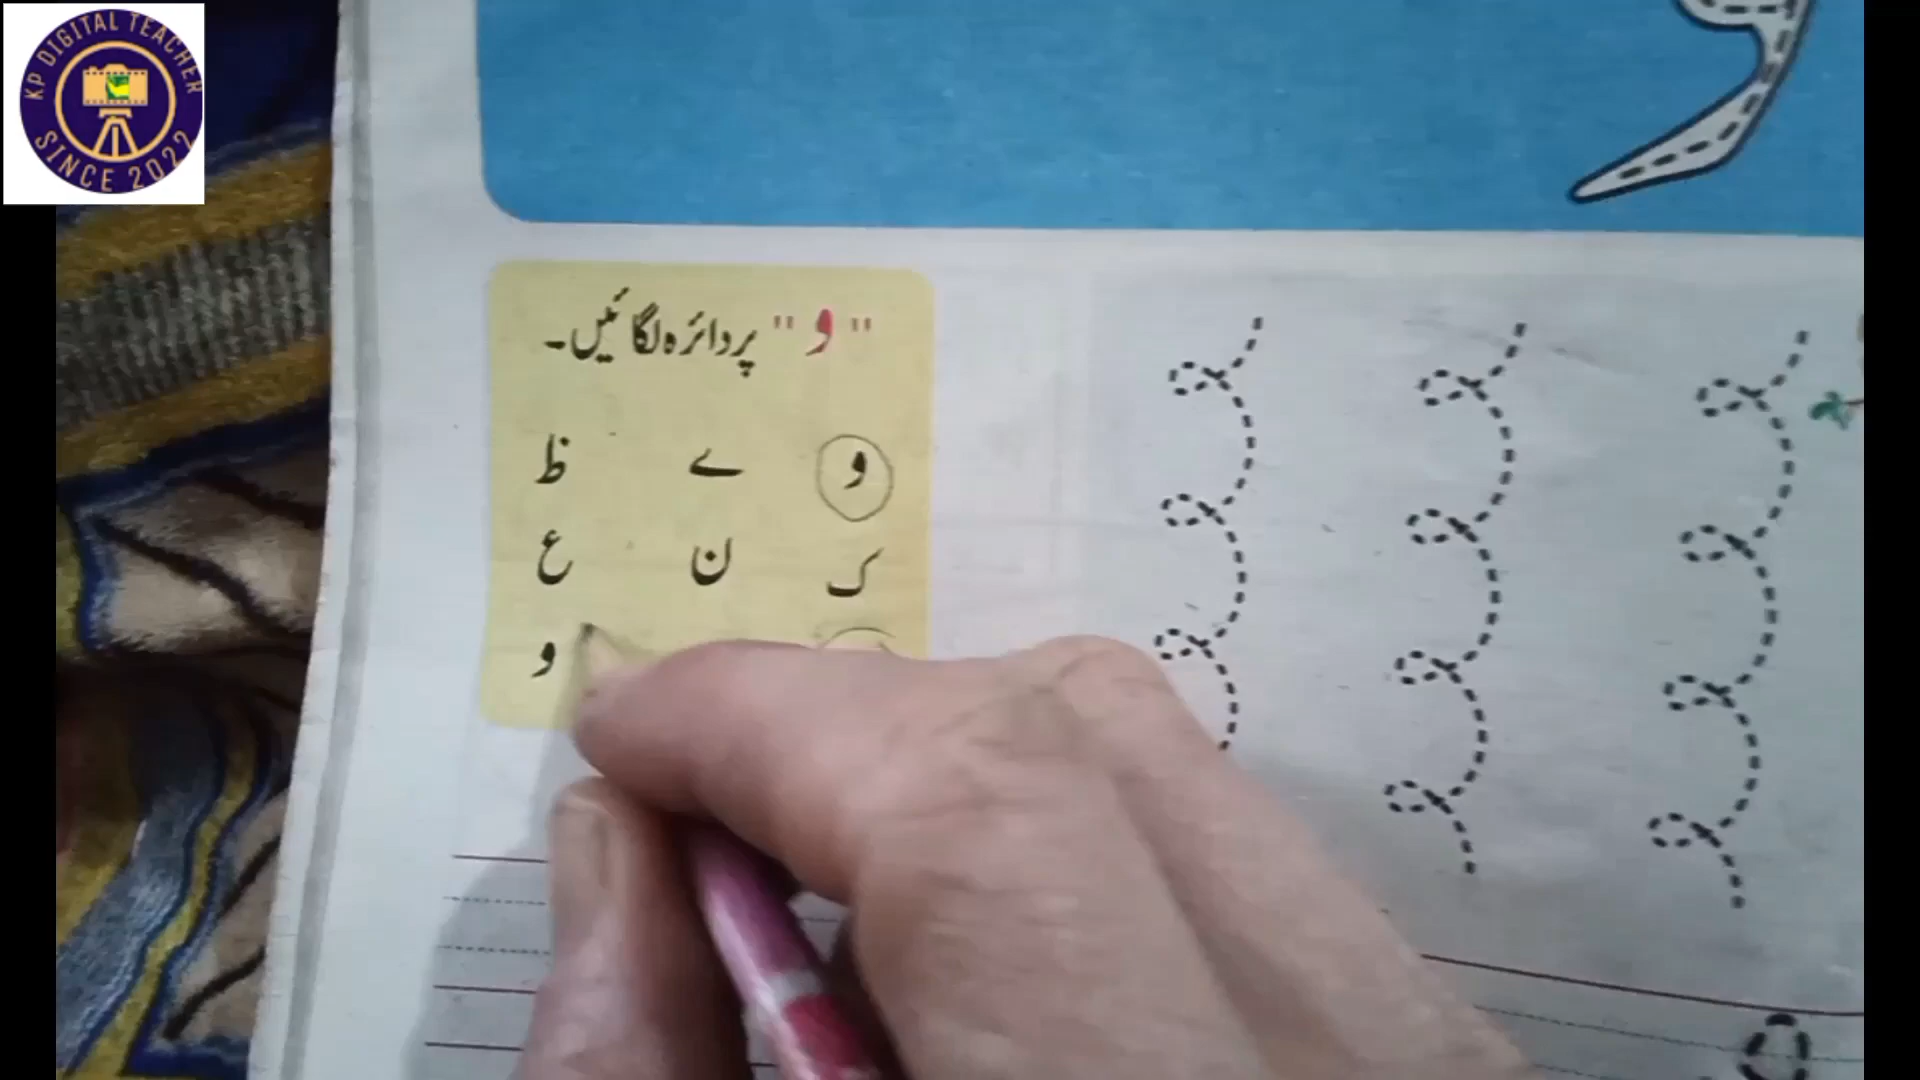 KP DIGITAL TEACHER
SINCE 2022
"و" پر دائرہ لگائیں۔
و ے ظ
ک ن ع
و